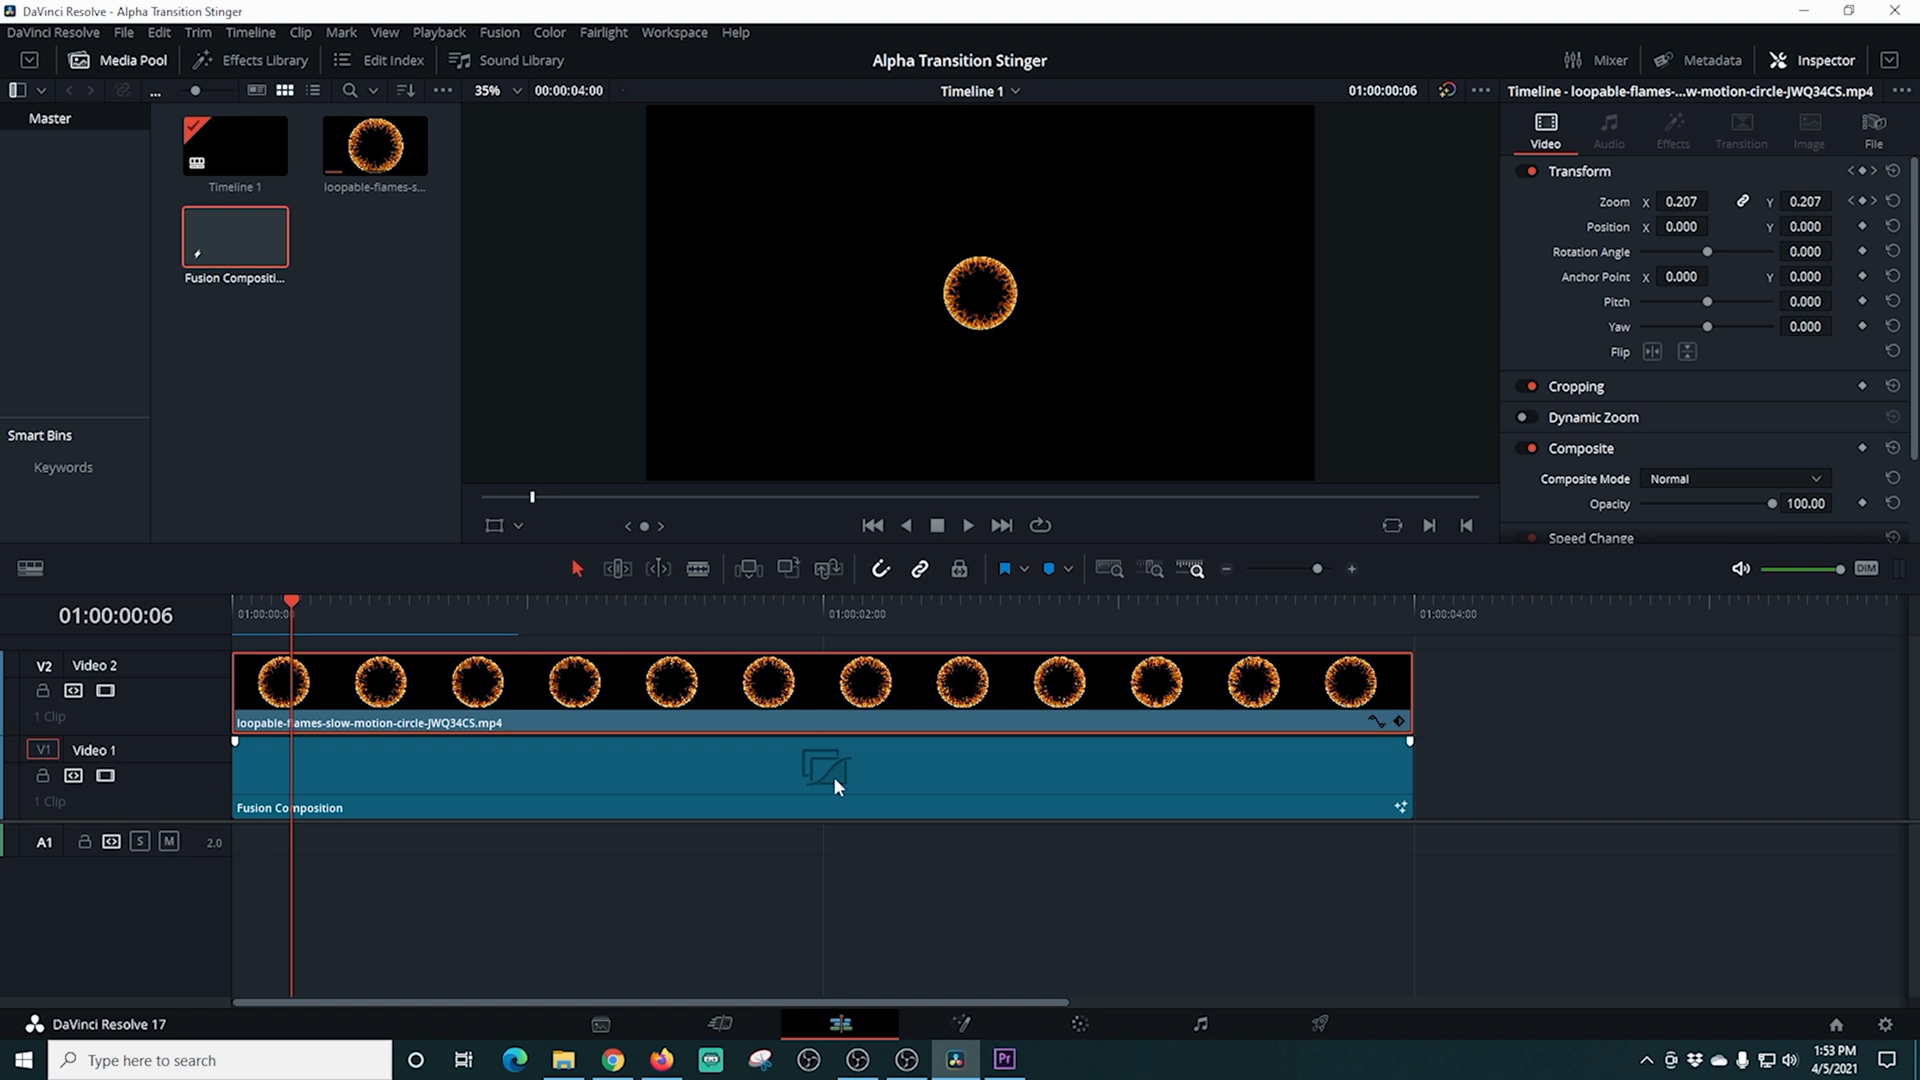 DaVinci Resolve - Alpha Transition Stinger
DaVinci Resolve File Edit Trim Timeline Clip Mark View Playback Fusion Color Fairlight Workspace Help
Media Pool Effects Library Edit Index Sound Library Alpha Transition Stinger Mixer Metadata Inspector
... 35% 00:00:04:00 Timeline 1 01:00:00:06 Timeline - loopable-flames-...w-motion-circle-JWQ34CS.mp4
Master
Timeline 1 loopable-flames-s...
Fusion Compositi...
Smart Bins
Keywords
Video Audio Effects Transition Image File
Transform
Zoom X 0.207 Y 0.207
Position X 0.000 Y 0.000
Rotation Angle 0.000
Anchor Point X 0.000 Y 0.000
Pitch 0.000
Yaw 0.000
Flip
Cropping
Dynamic Zoom
Composite
Composite Mode Normal
Opacity 100.00
Speed Change
DIM
01:00:00:06 01:00:00:0 01:00:02:00 01:00:04:00
V2 Video 2
1 Clip
loopable-flames-slow-motion-circle-JWQ34CS.mp4
V1 Video 1
1 Clip
Fusion Composition
A1 S M 2.0
DaVinci Resolve 17
Type here to search
Pr
1:53 PM
4/5/2021